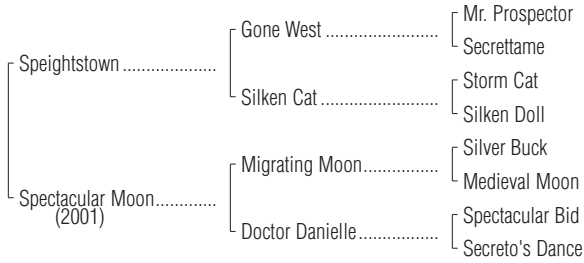 Mr. Prospector
Gone West
Secrettame
Speightstown
Storm Cat
Silken Cat
Silken Doll
Silver Buck
Migrating Moon
Medieval Moon
Spectacular Moon
(2001)
Spectacular Bid
Doctor Danielle
Secreto's Dance